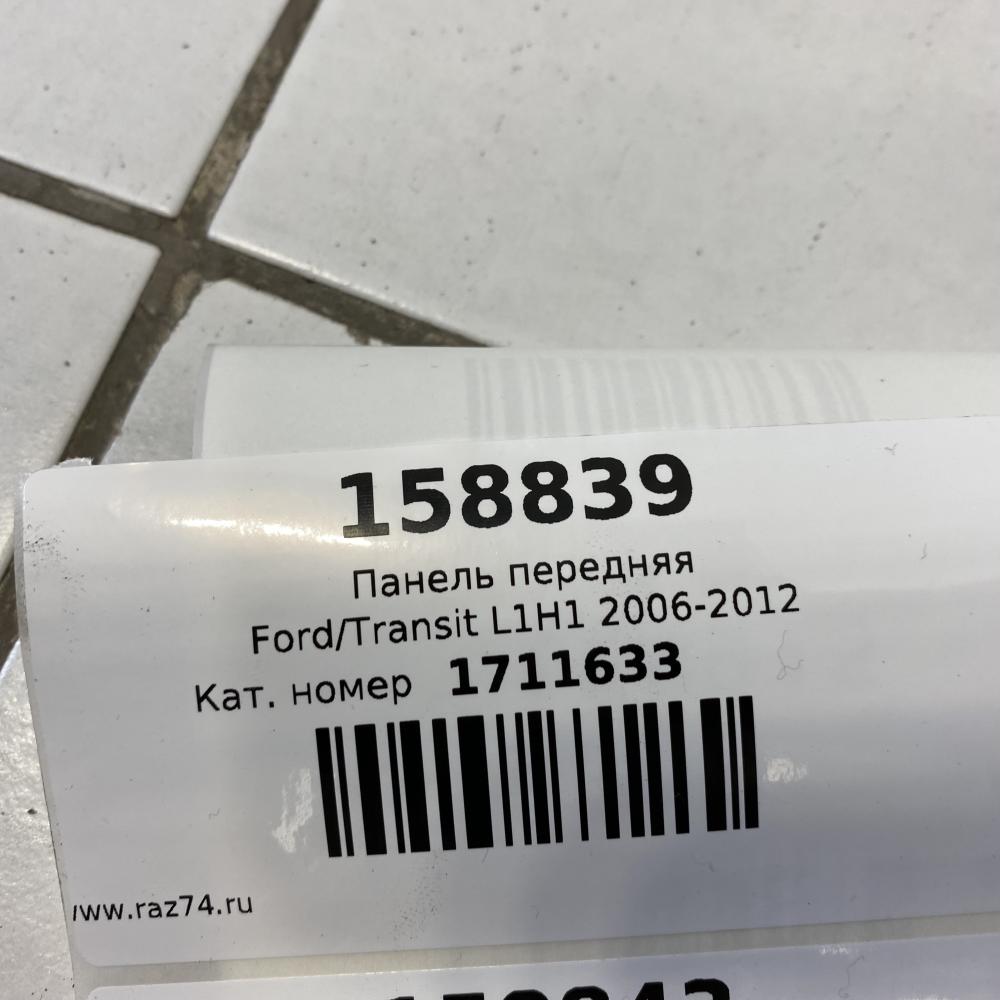 158839
Панель передняя
Ford/Transit L1H1 2006-2012
Кат. номер 1711633
www.raz74.ru